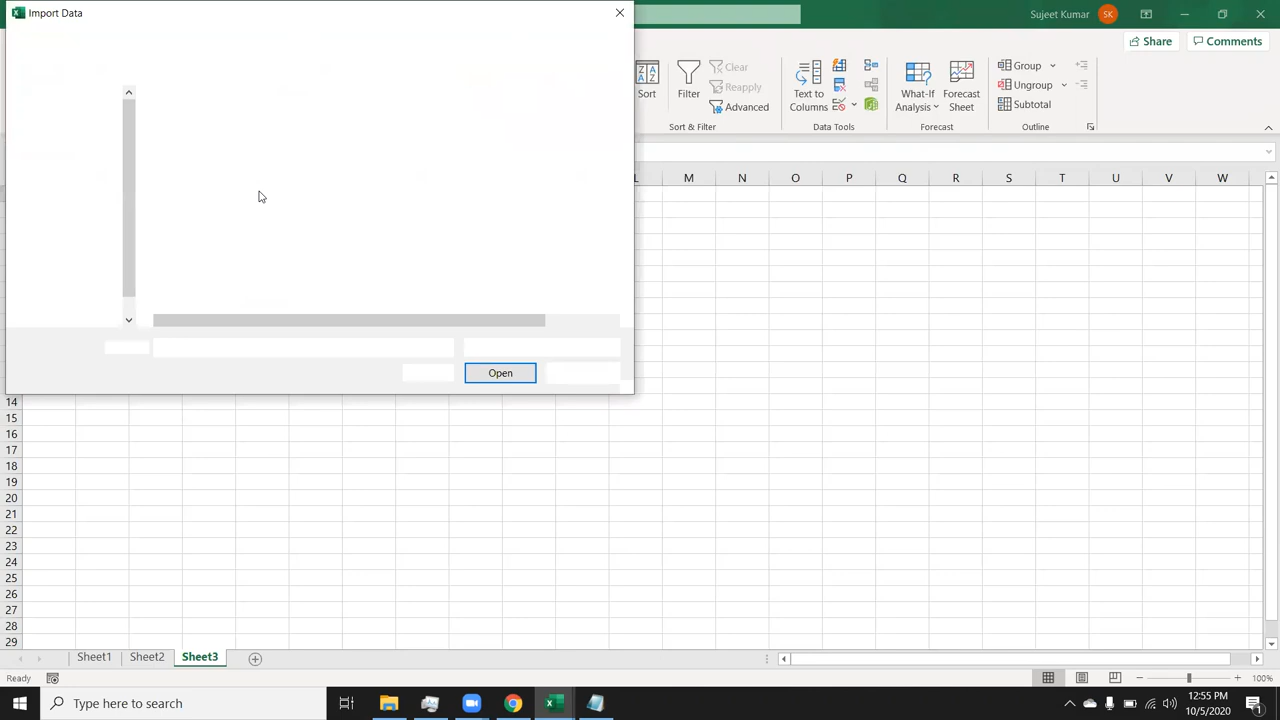 Import Data
Sujeet Kumar SK
Share Comments
Sort Filter Clear Reapply Advanced
Text to Columns
What-If Analysis Forecast Sheet
Group Ungroup Subtotal
Sort & Filter Data Tools Forecast Outline
L M N O P Q R S T U V W
Open
14
15
16
17
18
19
20
21
22
23
24
25
26
27
28
29
Sheet1 Sheet2 Sheet3
Ready 100%
Type here to search
12:55 PM
10/5/2020